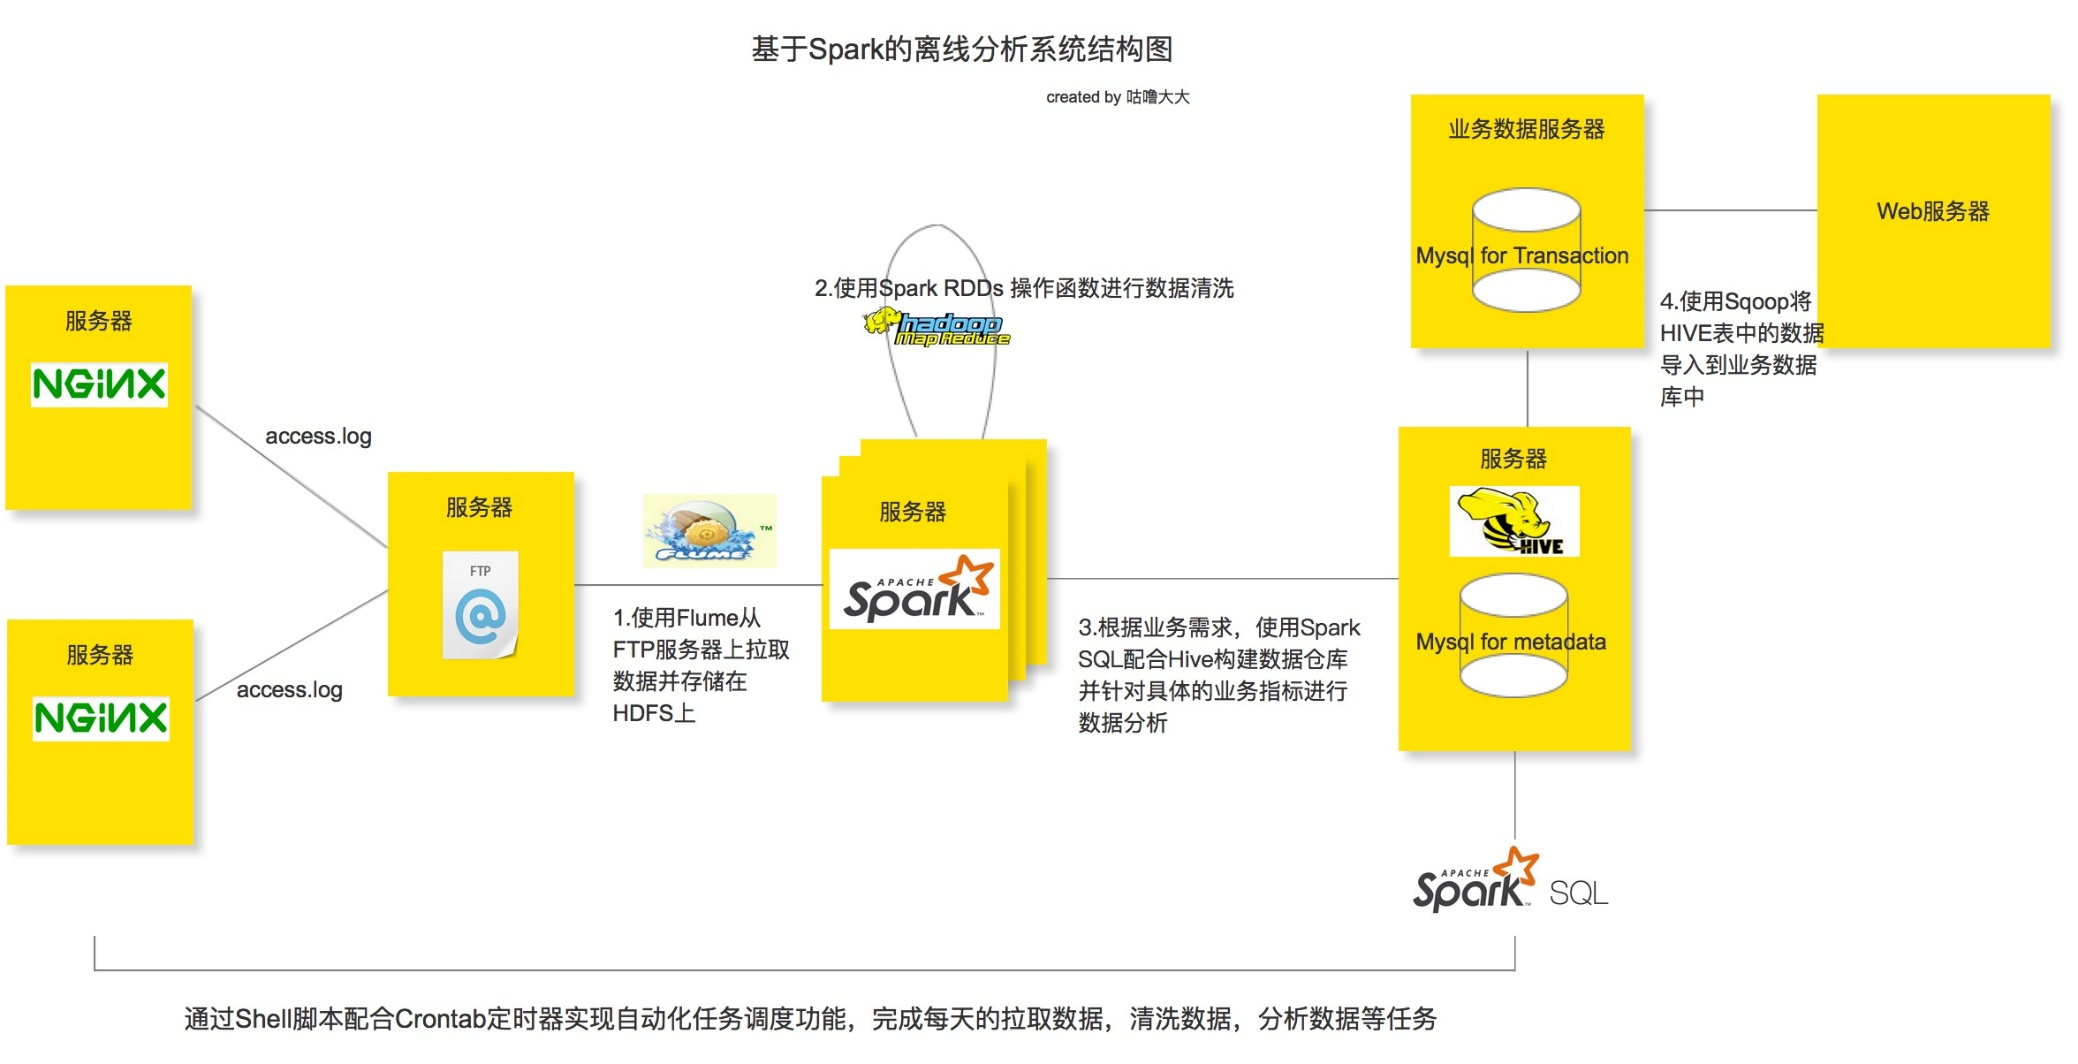 基于Spark的离线分析系统结构图
created by 咕噜大大
业务数据服务器
Mysql for Transaction
Web服务器
4.使用Sqoop将
HIVE表中的数据
导入到业务数据
库中
2.使用Spark RDDs 操作函数进行数据清洗
hadoop
Map Reduce
服务器
NGiNX
access.log
服务器
NGiNX
access.log
服务器
FTP
@
FLUME
TM
1.使用Flume从
FTP服务器上拉取
数据并存储在
HDFS上
服务器
APACHE
Spark
TM
3.根据业务需求，使用Spark
SQL配合Hive构建数据仓库
并针对具体的业务指标进行
数据分析
服务器
HIVE
Mysql for metadata
APACHE
Spark TM SQL
通过Shell脚本配合Crontab定时器实现自动化任务调度功能，完成每天的拉取数据，清洗数据，分析数据等任务